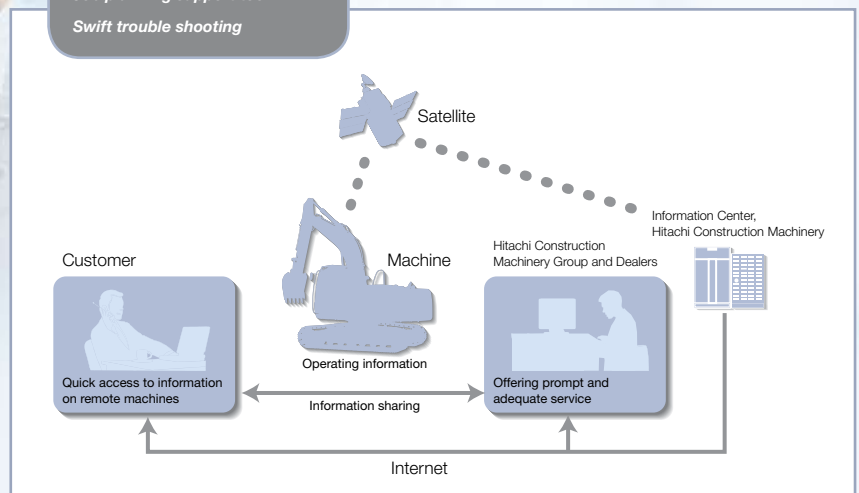 Swift trouble shooting
Satellite
Information Center,
Hitachi Construction Machinery
Hitachi Construction
Machinery Group and Dealers
Customer
Machine
Operating information
Quick access to information
on remote machines
Offering prompt and
adequate service
Information sharing
Internet